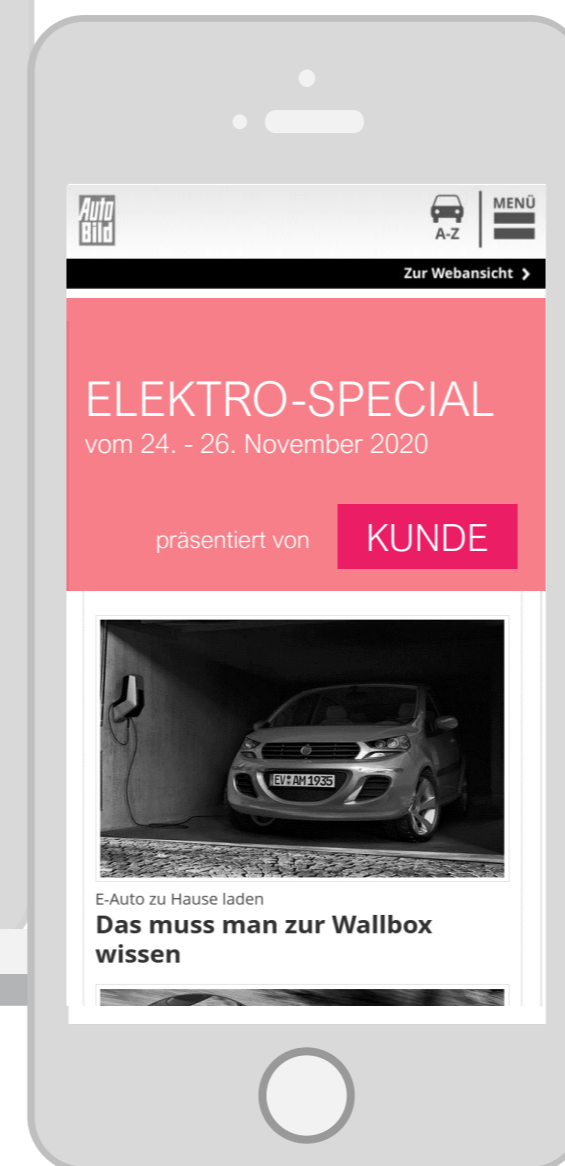 Auto
Bild
A-Z
MENÜ
Zur Webansicht
ELEKTRO-SPECIAL
vom 24. - 26. November 2020
präsentiert von
KUNDE
EV AM 1935
E-Auto zu Hause laden
Das muss man zur Wallbox
wissen